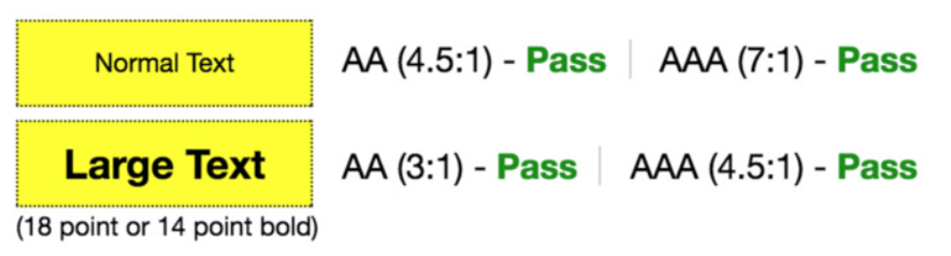 Normal Text AA (4.5:1) - Pass AAA (7:1) - Pass
Large Text AA (3:1) - Pass AAA (4.5:1) - Pass
(18 point or 14 point bold)